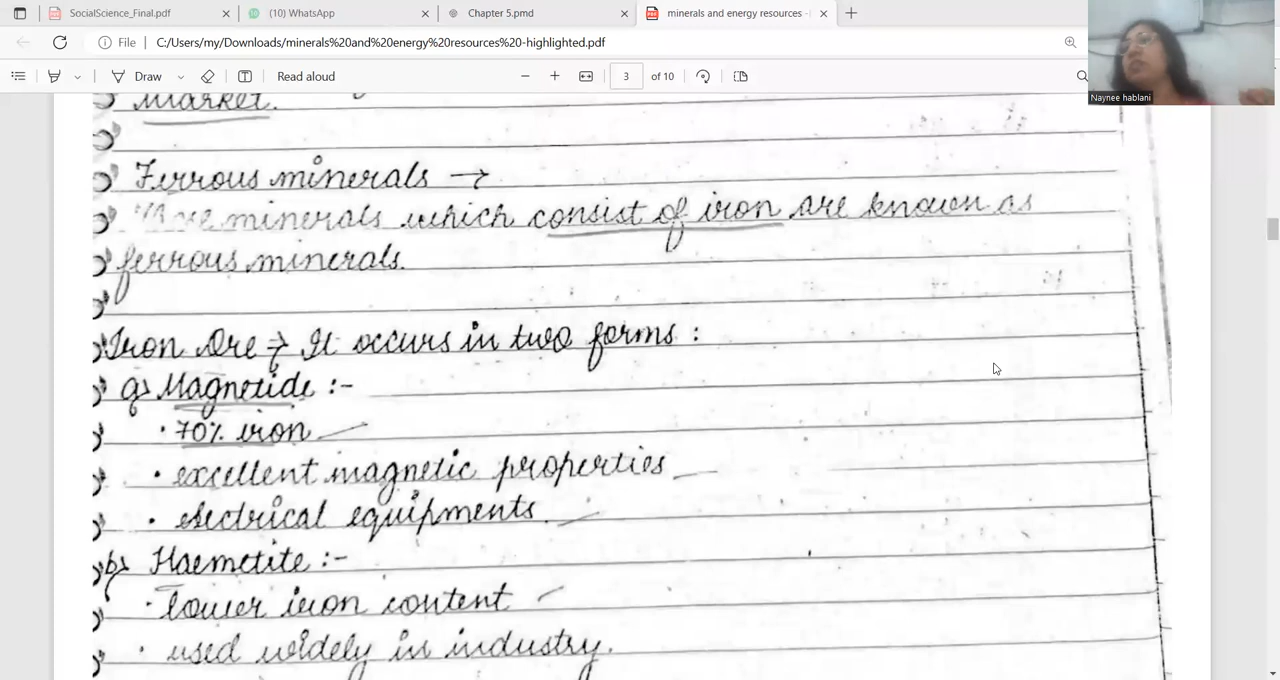 SocialScience_Final.pdf
(10) WhatsApp
Chapter 5.pmd
minerals and energy resources -
File
C:/Users/my/Downloads/minerals%20and%20energy%20resources%20-highlighted.pdf
Draw
Read aloud
3
of 10
Naynee hablani
market.
Ferrous minerals →
minerals which consist of iron are known as
ferrous minerals.
Iron Ore → It occurs in two forms :
a) Magnetide :-
• 70% iron
• excellent magnetic properties
• electrical equipments
b) Haemetite :-
• lower iron content
• used widely in industry.